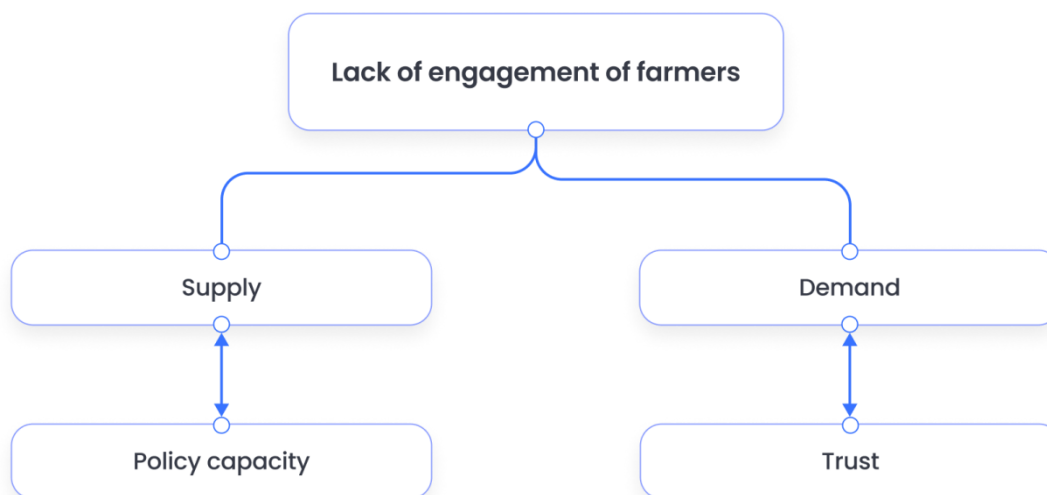 Lack of engagement of farmers
Supply
Demand
Policy capacity
Trust